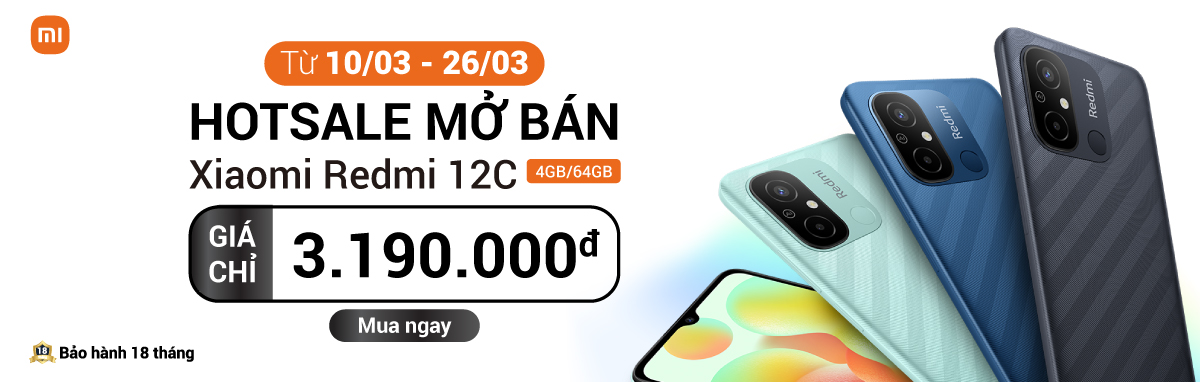 mi
Từ 10/03 - 26/03
HOTSALE MỞ BÁN
Xiaomi Redmi 12C 4GB/64GB
GIÁ CHỈ
3.190.000đ
Mua ngay
18 Bảo hành 18 tháng
Redmi
Redmi
Redmi